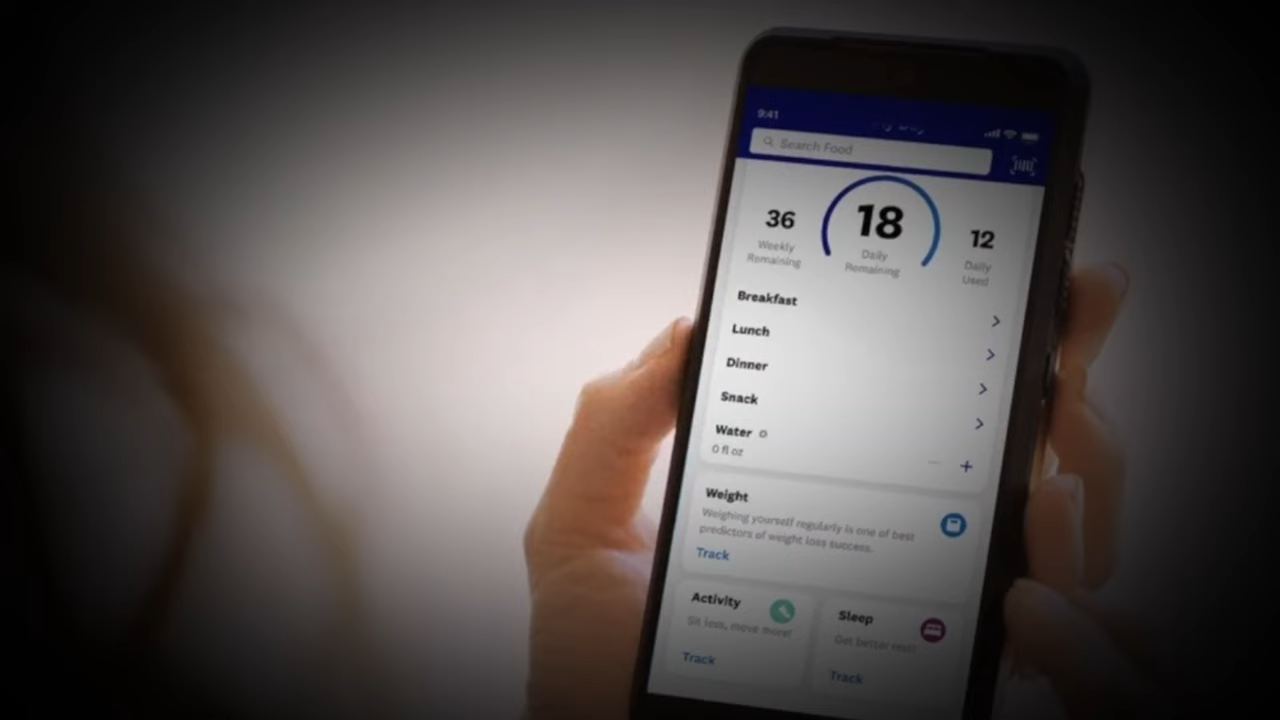 9:41
Search Food
36
Weekly
Remaining
18
Daily
Remaining
12
Daily
Used
Breakfast
Lunch
Dinner
Snack
Water
0 fl oz
Weight
Weighing yourself regularly is one of best
predictors of weight loss success.
Track
Activity
Sit less, move more!
Track
Sleep
Get better rest!
Track